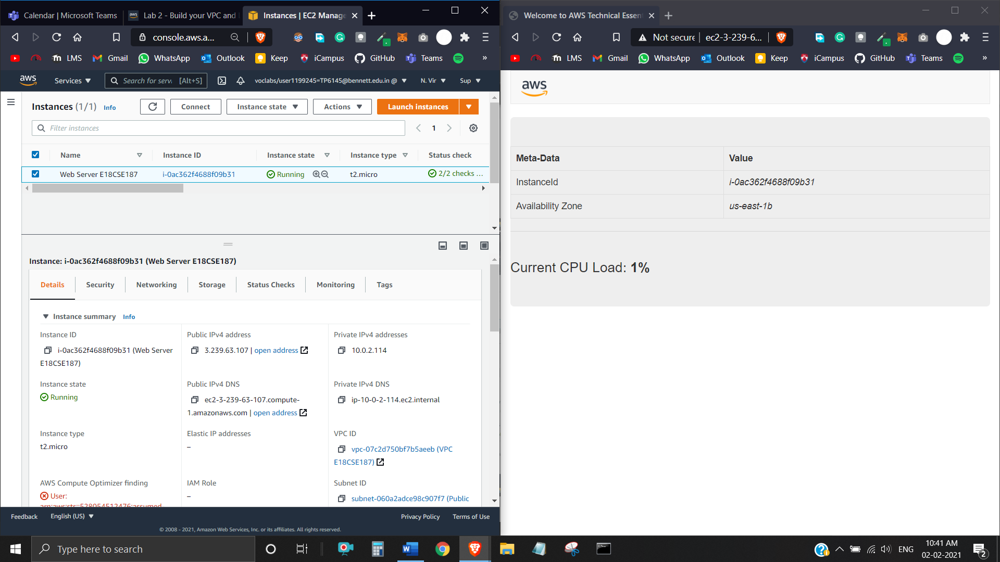 Calendar | Microsoft Teams
aws Lab 2 - Build your VPC and
Instances | EC2 Manage
console.aws.a...
LMS Gmail WhatsApp Outlook Keep iCampus GitHub Teams »
aws Services Search for serv [Alt+S] voclabs/user1199245=TP6145@bennett.edu.in @ N. Vir Sup
Instances (1/1) Info Connect Instance state Actions Launch instances
Filter instances 1
Name Instance ID Instance state Instance type Status check
Web Server E18CSE187 i-0ac362f4688f09b31 Running t2.micro 2/2 checks ...
Instance: i-0ac362f4688f09b31 (Web Server E18CSE187)
Details Security Networking Storage Status Checks Monitoring Tags
Instance summary Info
Instance ID
i-0ac362f4688f09b31 (Web Server
E18CSE187)
Public IPv4 address
3.239.63.107 | open address
Private IPv4 addresses
10.0.2.114
Instance state
Running
Public IPv4 DNS
ec2-3-239-63-107.compute-
1.amazonaws.com | open address
Private IPv4 DNS
ip-10-0-2-114.ec2.internal
Instance type
t2.micro
Elastic IP addresses
–
VPC ID
vpc-07c2d750bf7b5aeeb (VPC
E18CSE187)
AWS Compute Optimizer finding
User:
arn:aws:sts::528054512476:assumed
IAM Role
–
Subnet ID
subnet-060a2adce98c907f7 (Public
Feedback English (US) Privacy Policy Terms of Use
© 2008 - 2021, Amazon Web Services, Inc. or its affiliates. All rights reserved.
Welcome to AWS Technical Essen
Not secure ec2-3-239-6...
LMS Gmail WhatsApp Outlook Keep iCampus GitHub Teams »
aws
Meta-Data Value
InstanceId i-0ac362f4688f09b31
Availability Zone us-east-1b
Current CPU Load: 1%
Type here to search
ENG
10:41 AM
02-02-2021
2